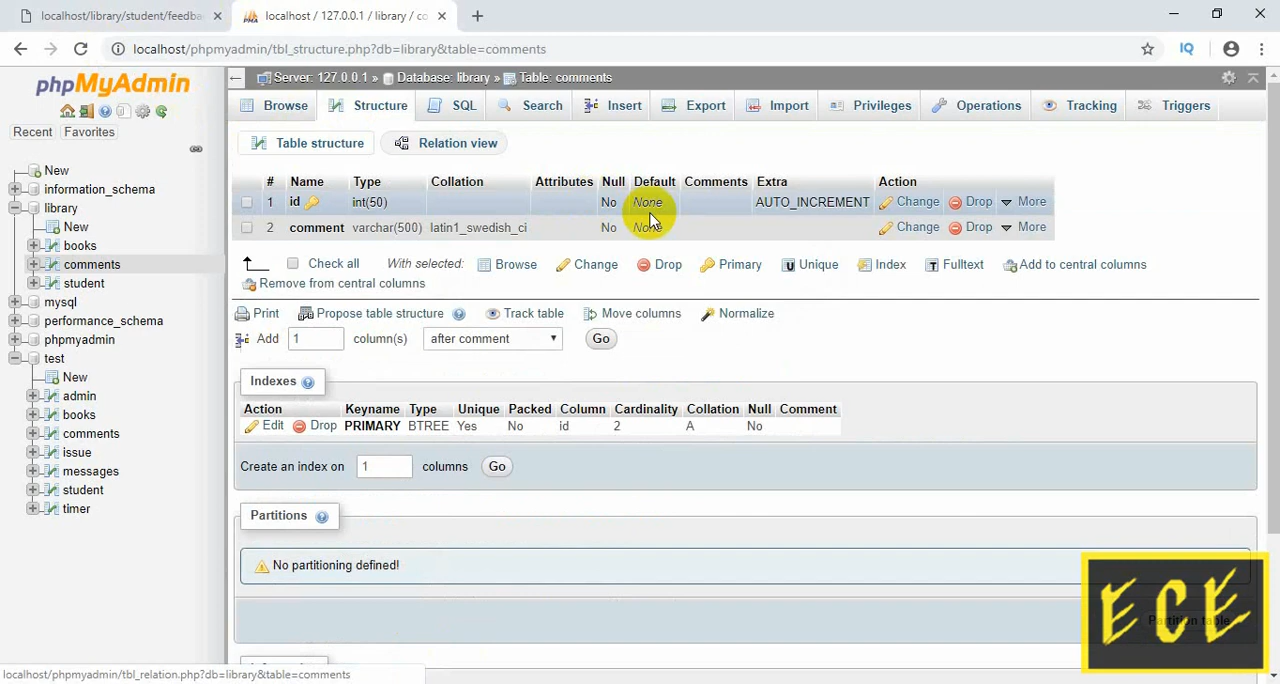 localhost/library/student/feedba
localhost / 127.0.0.1 / library / co
localhost/phpmyadmin/tbl_structure.php?db=library&table=comments
IQ
phpMyAdmin
Recent Favorites
New
information_schema
library
New
books
comments
student
mysql
performance_schema
phpmyadmin
test
New
admin
books
comments
issue
messages
student
timer
Server: 127.0.0.1 » Database: library » Table: comments
Browse Structure SQL Search Insert Export Import Privileges Operations Tracking Triggers
Table structure Relation view
# Name Type Collation Attributes Null Default Comments Extra Action
1 id int(50) No None AUTO_INCREMENT Change Drop More
2 comment varchar(500) latin1_swedish_ci No None Change Drop More
Check all With selected: Browse Change Drop Primary Unique Index Fulltext Add to central columns
Remove from central columns
Print Propose table structure Track table Move columns Normalize
Add 1 column(s) after comment Go
Indexes
Action Keyname Type Unique Packed Column Cardinality Collation Null Comment
Edit Drop PRIMARY BTREE Yes No id 2 A No
Create an index on 1 columns Go
Partitions
No partitioning defined!
Partition table
ECE
localhost/phpmyadmin/tbl_relation.php?db=library&table=comments